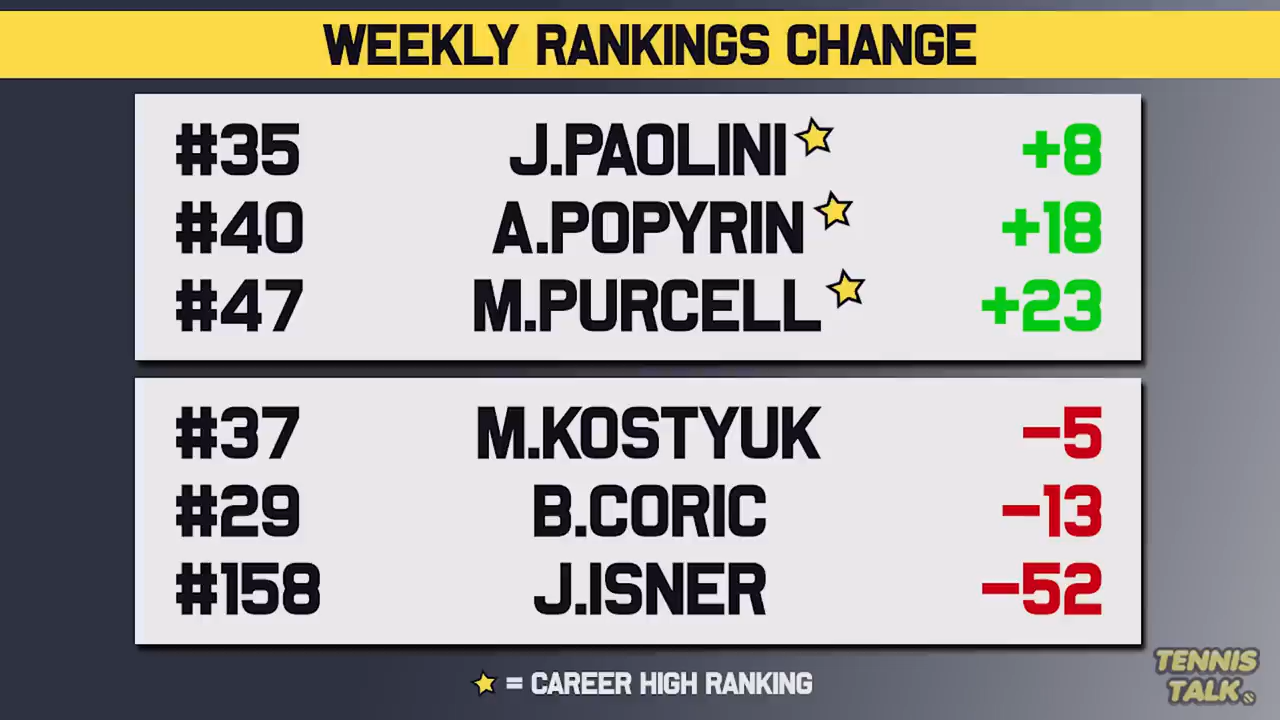 WEEKLY RANKINGS CHANGE
#35 J.PAOLINI +8
#40 A.POPYRIN +18
#47 M.PURCELL +23
#37 M.KOSTYUK -5
#29 B.CORIC -13
#158 J.ISNER -52
= CAREER HIGH RANKING
TENNIS
TALK